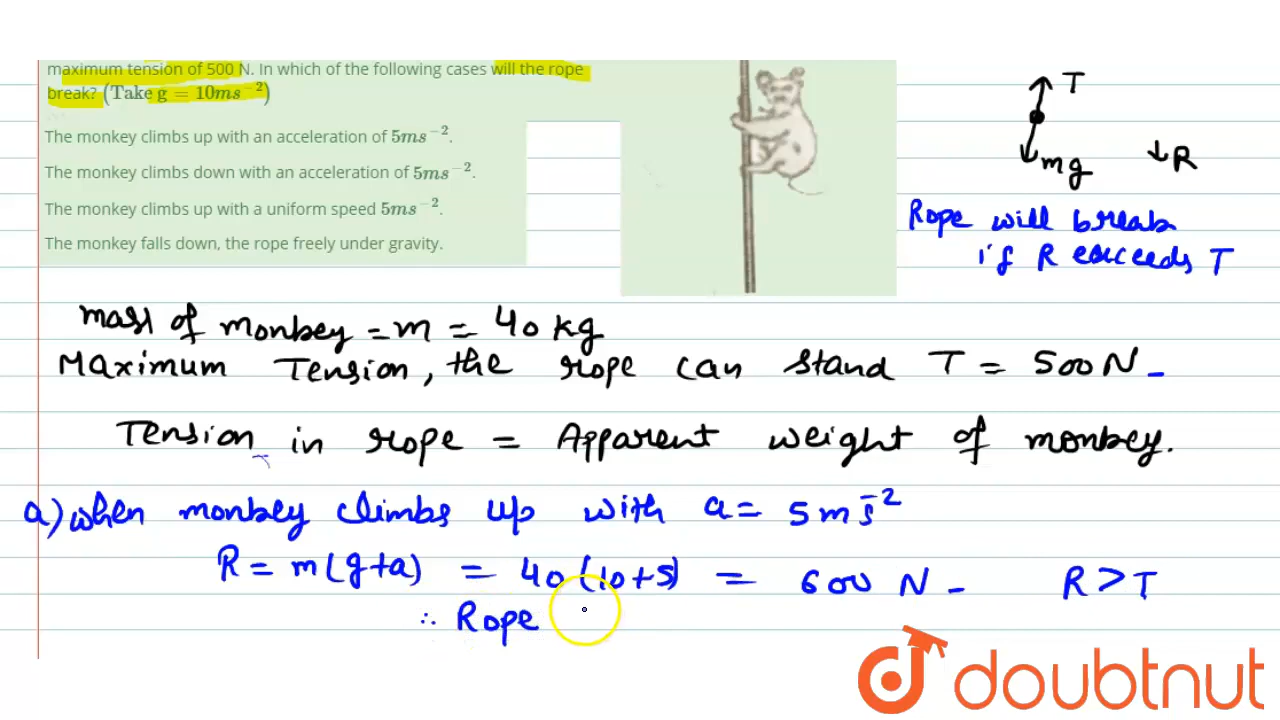 maximum tension of 500 N. In which of the following cases will the rope
break? (Take g = 10ms⁻²)
The monkey climbs up with an acceleration of 5ms⁻².
The monkey climbs down with an acceleration of 5ms⁻².
The monkey climbs up with a uniform speed 5ms⁻².
The monkey falls down, the rope freely under gravity.
T
mg
↓R
Rope will break
if R exceeds T
mass of monkey = m = 40 kg
Maximum Tension, the rope can stand T = 500 N -
Tension in rope = Apparent weight of monkey.
a) when monkey climbs up with a = 5 ms⁻²
R = m(g+a) = 40 (10+5) = 600 N - R > T
∴ Rope
doubtnut